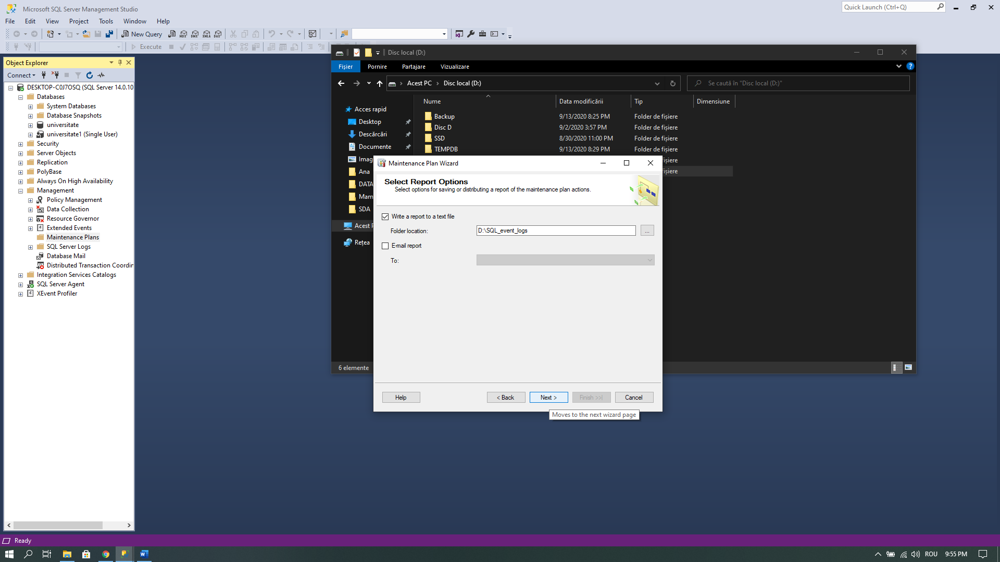 Microsoft SQL Server Management Studio
Quick Launch (Ctrl+Q)
File Edit View Project Tools Window Help
New Query
MDX DMX XMLA DAX
Execute
Object Explorer
Connect
DESKTOP-C0J7OSQ (SQL Server 14.0.10
Databases
System Databases
Database Snapshots
universitate
universitate1 (Single User)
Security
Server Objects
Replication
PolyBase
Always On High Availability
Management
Policy Management
Data Collection
Resource Governor
Extended Events
Maintenance Plans
SQL Server Logs
Database Mail
Distributed Transaction Coordin
Integration Services Catalogs
SQL Server Agent
XEvent Profiler
Disc local (D:)
Fișier Pornire Partajare Vizualizare
Acest PC Disc local (D:)
Se caută în "Disc local (D:)"
Nume Data modificării Tip Dimensiune
Acces rapid
Desktop
Descărcări
Documente
Imag
Ana
DATA
Mam
SDA
Acest P
Rețea
Backup 9/13/2020 8:25 PM Folder de fișiere
Disc D 9/2/2020 3:57 PM Folder de fișiere
SSD 8/30/2020 11:00 PM Folder de fișiere
TEMPDB 9/13/2020 8:29 PM Folder de fișiere
fișiere
fișiere
6 elemente
Maintenance Plan Wizard
Select Report Options
Select options for saving or distributing a report of the maintenance plan actions.
Write a report to a text file
Folder location: D:\SQL_event_logs ...
E-mail report
To:
Help < Back Next > Finish >>| Cancel
Moves to the next wizard page
Ready
ROU 9:55 PM